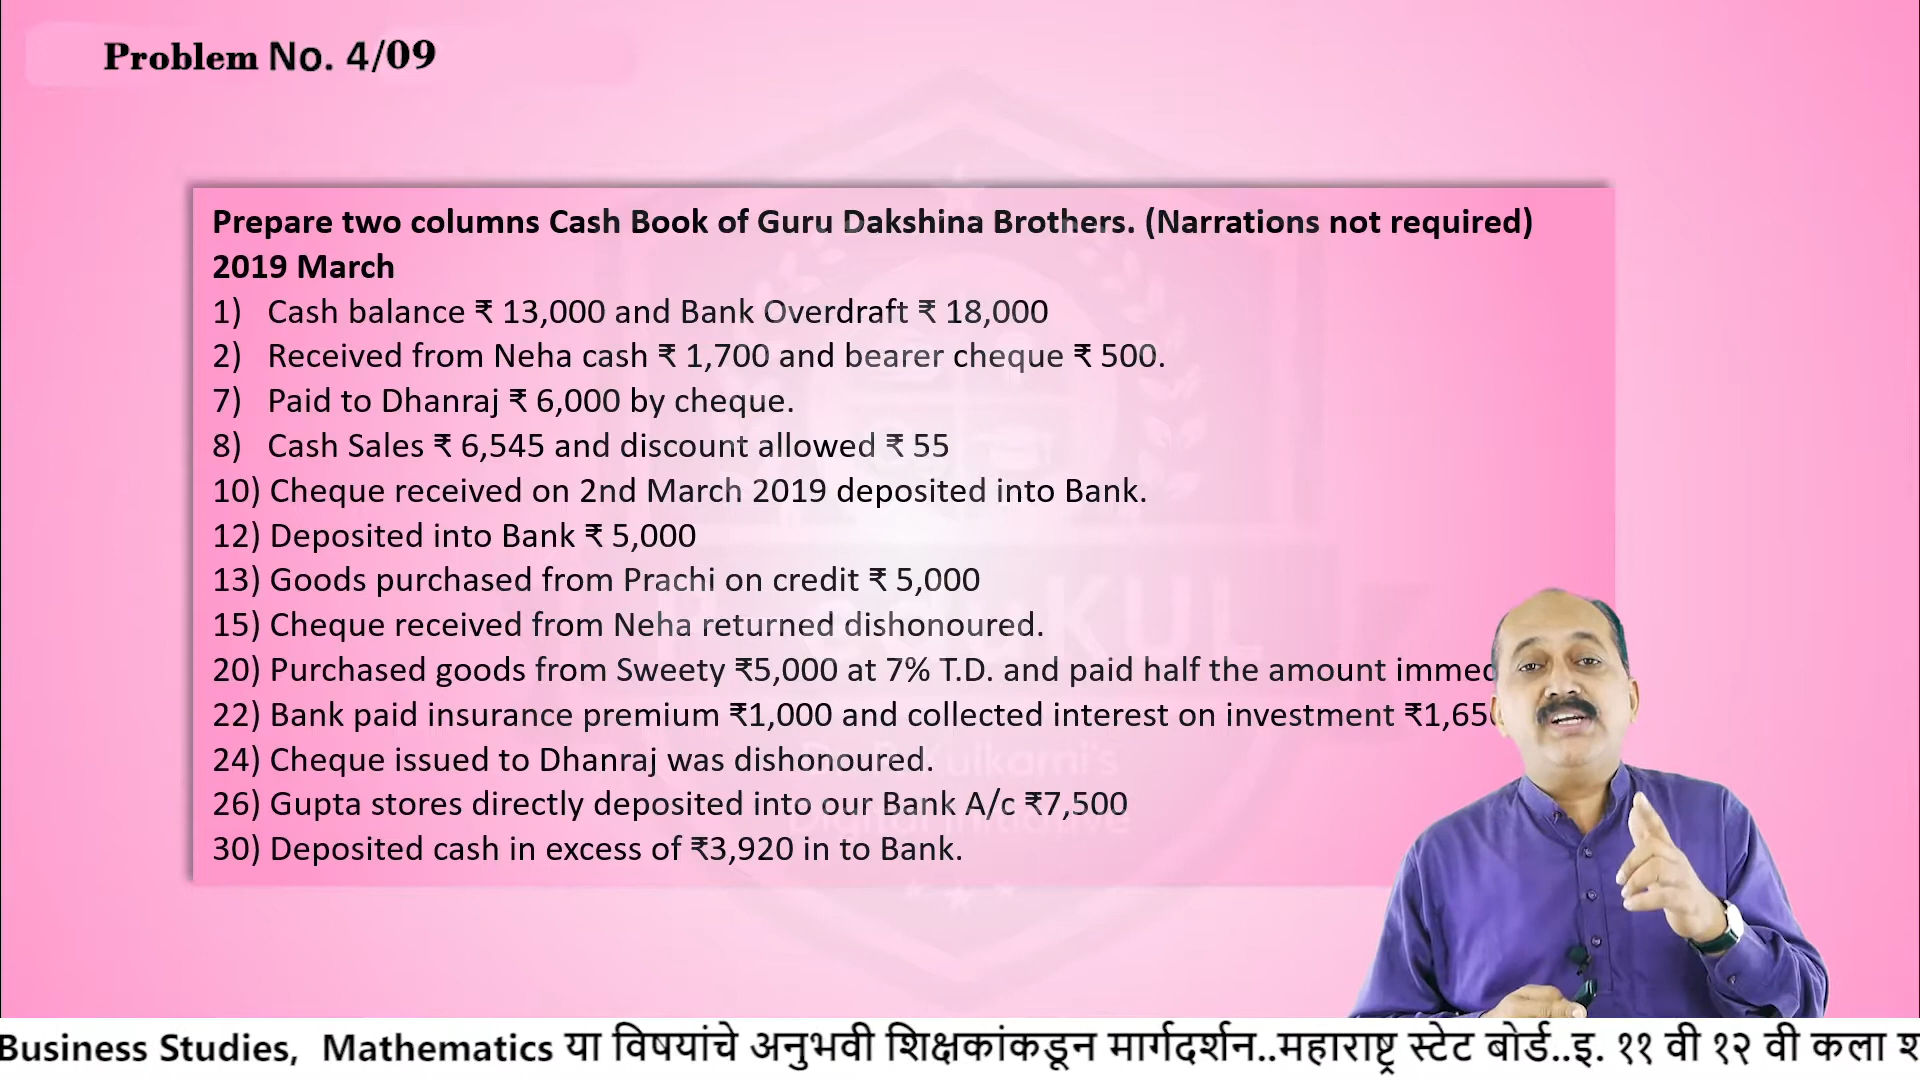 Problem No. 4/09
Prepare two columns Cash Book of Guru Dakshina Brothers. (Narrations not required)
2019 March
1) Cash balance ₹ 13,000 and Bank Overdraft ₹ 18,000
2) Received from Neha cash ₹ 1,700 and bearer cheque ₹ 500.
7) Paid to Dhanraj ₹ 6,000 by cheque.
8) Cash Sales ₹ 6,545 and discount allowed ₹ 55
10) Cheque received on 2nd March 2019 deposited into Bank.
12) Deposited into Bank ₹ 5,000
13) Goods purchased from Prachi on credit ₹ 5,000
15) Cheque received from Neha returned dishonoured.
20) Purchased goods from Sweety ₹5,000 at 7% T.D. and paid half the amount
22) Bank paid insurance premium ₹1,000 and collected interest on investment
24) Cheque issued to Dhanraj was dishonoured.
26) Gupta stores directly deposited into our Bank A/c ₹7,500
30) Deposited cash in excess of ₹3,920 in to Bank.
Business Studies, Mathematics या विषयांचे अनुभवी शिक्षकांकडून मार्गदर्शन..महाराष्ट्र स्टेट बोर्ड..इ. ११ वी १२ वी कला